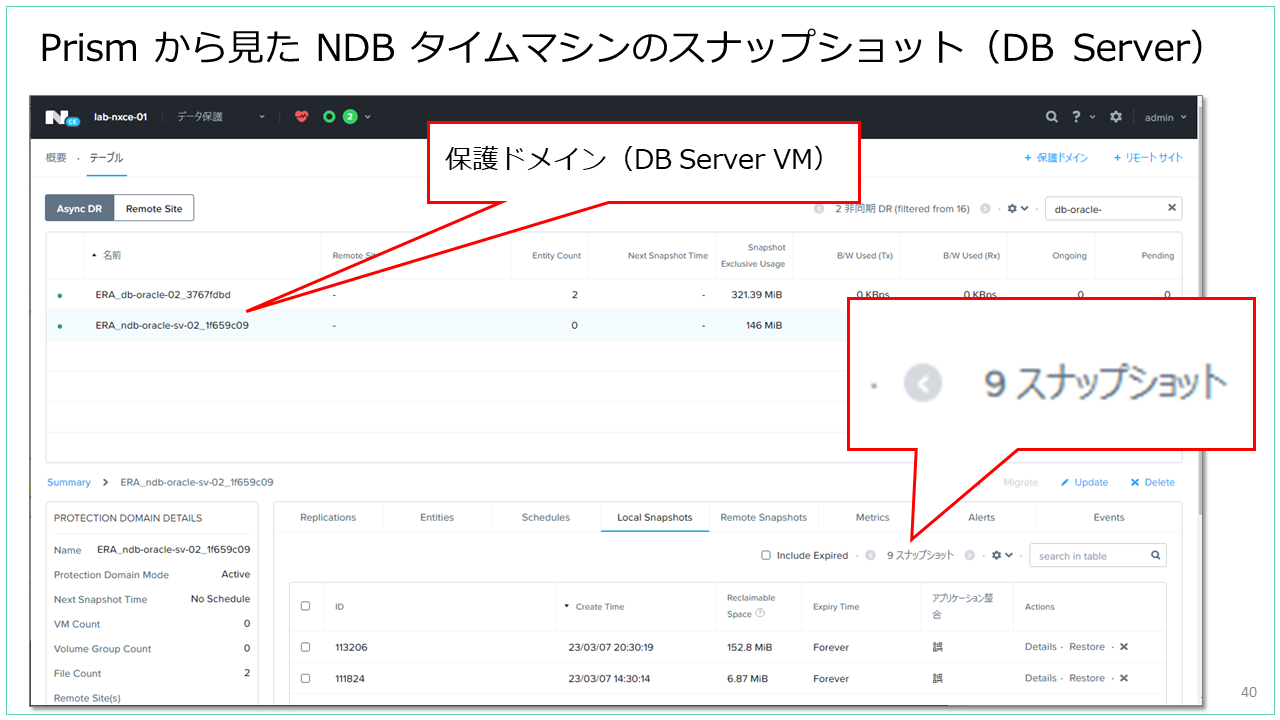 Prism から見た NDB タイムマシンのスナップショット（DB Server）
N CE lab-nxce-01 データ保護 2 ? admin
概要 · テーブル + 保護ドメイン + リモートサイト
保護ドメイン（DB Server VM）
Async DR Remote Site 2 非同期 DR (filtered from 16) · db-oracle- ×
名前 Remote Sit Entity Count Next Snapshot Time Snapshot Exclusive Usage B/W Used (Tx) B/W Used (Rx) Ongoing Pending
ERA_db-oracle-02_3767fdbd - 2 - 321.39 MiB 0 KBps 0 KBps 0 0
ERA_ndb-oracle-sv-02_1f659c09 - 0 - 146 MiB
· 9 スナップショット
Summary > ERA_ndb-oracle-sv-02_1f659c09 Migrate Update × Delete
PROTECTION DOMAIN DETAILS
Name ERA_ndb-oracle-sv-02_1f659c09
Protection Domain Mode Active
Next Snapshot Time No Schedule
VM Count 0
Volume Group Count 0
File Count 2
Remote Site(s)
Replications Entities Schedules Local Snapshots Remote Snapshots Metrics Alerts Events
Include Expired · 9 スナップショット · search in table
ID Create Time Reclaimable Space ? Expiry Time アプリケーション整合 Actions
113206 23/03/07 20:30:19 152.8 MiB Forever 誤 Details · Restore · ×
111824 23/03/07 14:30:14 6.87 MiB Forever 誤 Details · Restore · ×
40